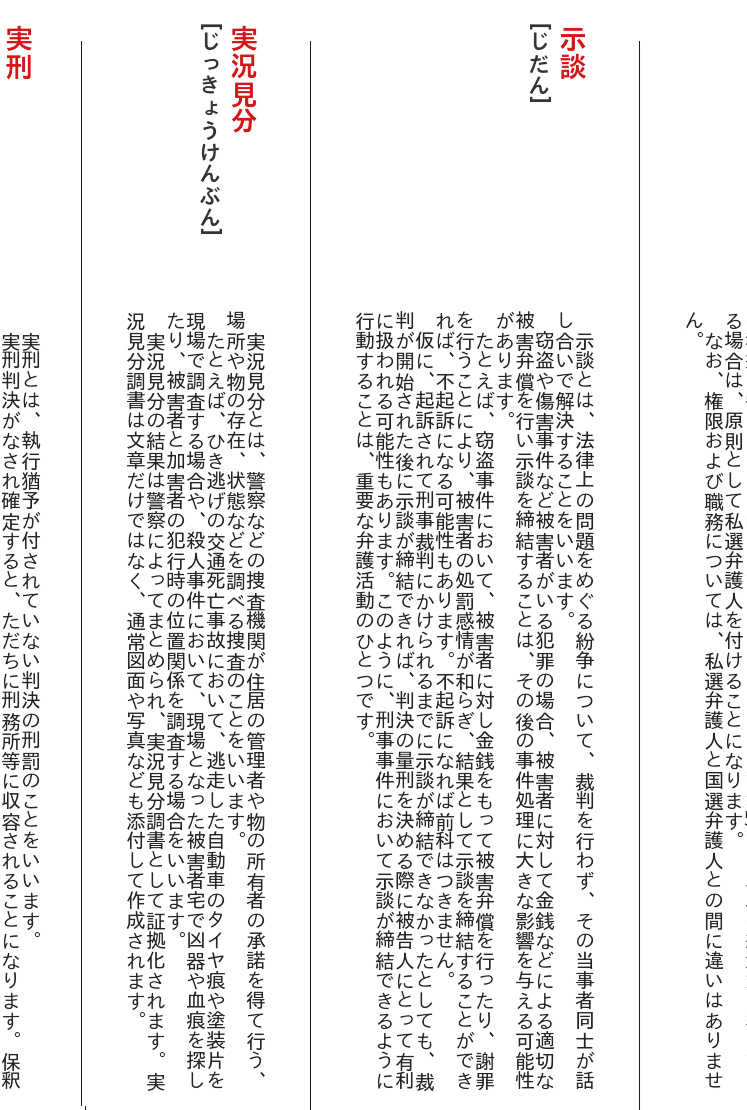 る場合は、原則として私選弁護人を付けることになります。
なお、権限および職務については、私選弁護人と国選弁護人との間に違いはありませ
ん。
示談
[じだん]
示談とは、法律上の問題をめぐる紛争について、裁判を行わず、その当事者同士が話
し合いで解決することをいいます。
窃盗や傷害事件など被害者がいる犯罪の場合、被害者に対して金銭などによる適切な
被害弁償を行い示談を締結することは、その後の事件処理に大きな影響を与える可能性
があります。
たとえば、窃盗事件において、被害者に対し金銭をもって被害弁償を行ったり、謝罪
を行うことにより、被害者の処罰感情が和らぎ、結果として示談を締結することができ
れば、不起訴になる可能性もあります。不起訴になれば前科はつきません。
仮に、起訴されて刑事裁判にかけられるまでに示談が締結できなかったとしても、裁
判が開始された後に示談が締結できれば、判決の量刑を決める際に被告人にとって有利
に扱われる可能性もあります。このように、刑事事件において示談が締結できるように
行動することは、重要な弁護活動のひとつです。
実況見分
[じっきょうけんぶん]
実況見分とは、警察などの捜査機関が住居の管理者や物の所有者の承諾を得て行う、
場所や物の存在、状態などを調べる捜査のことをいいます。
たとえば、ひき逃げの交通死亡事故において、逃走した自動車のタイヤ痕や塗装片を
現場で調査する場合や、殺人事件において、現場となった被害者宅で凶器や血痕を探し
たり、被害者と加害者の犯行時の位置関係を調査する場合をいいます。
実況見分の結果は警察によってまとめられ、実況見分調書として証拠化されます。実
況見分調書は文章だけではなく、通常図面や写真なども添付して作成されます。
実刑
実刑とは、執行猶予が付されていない判決の刑罰のことをいいます。
実刑判決がなされ確定すると、ただちに刑務所等に収容されることになります。保釈